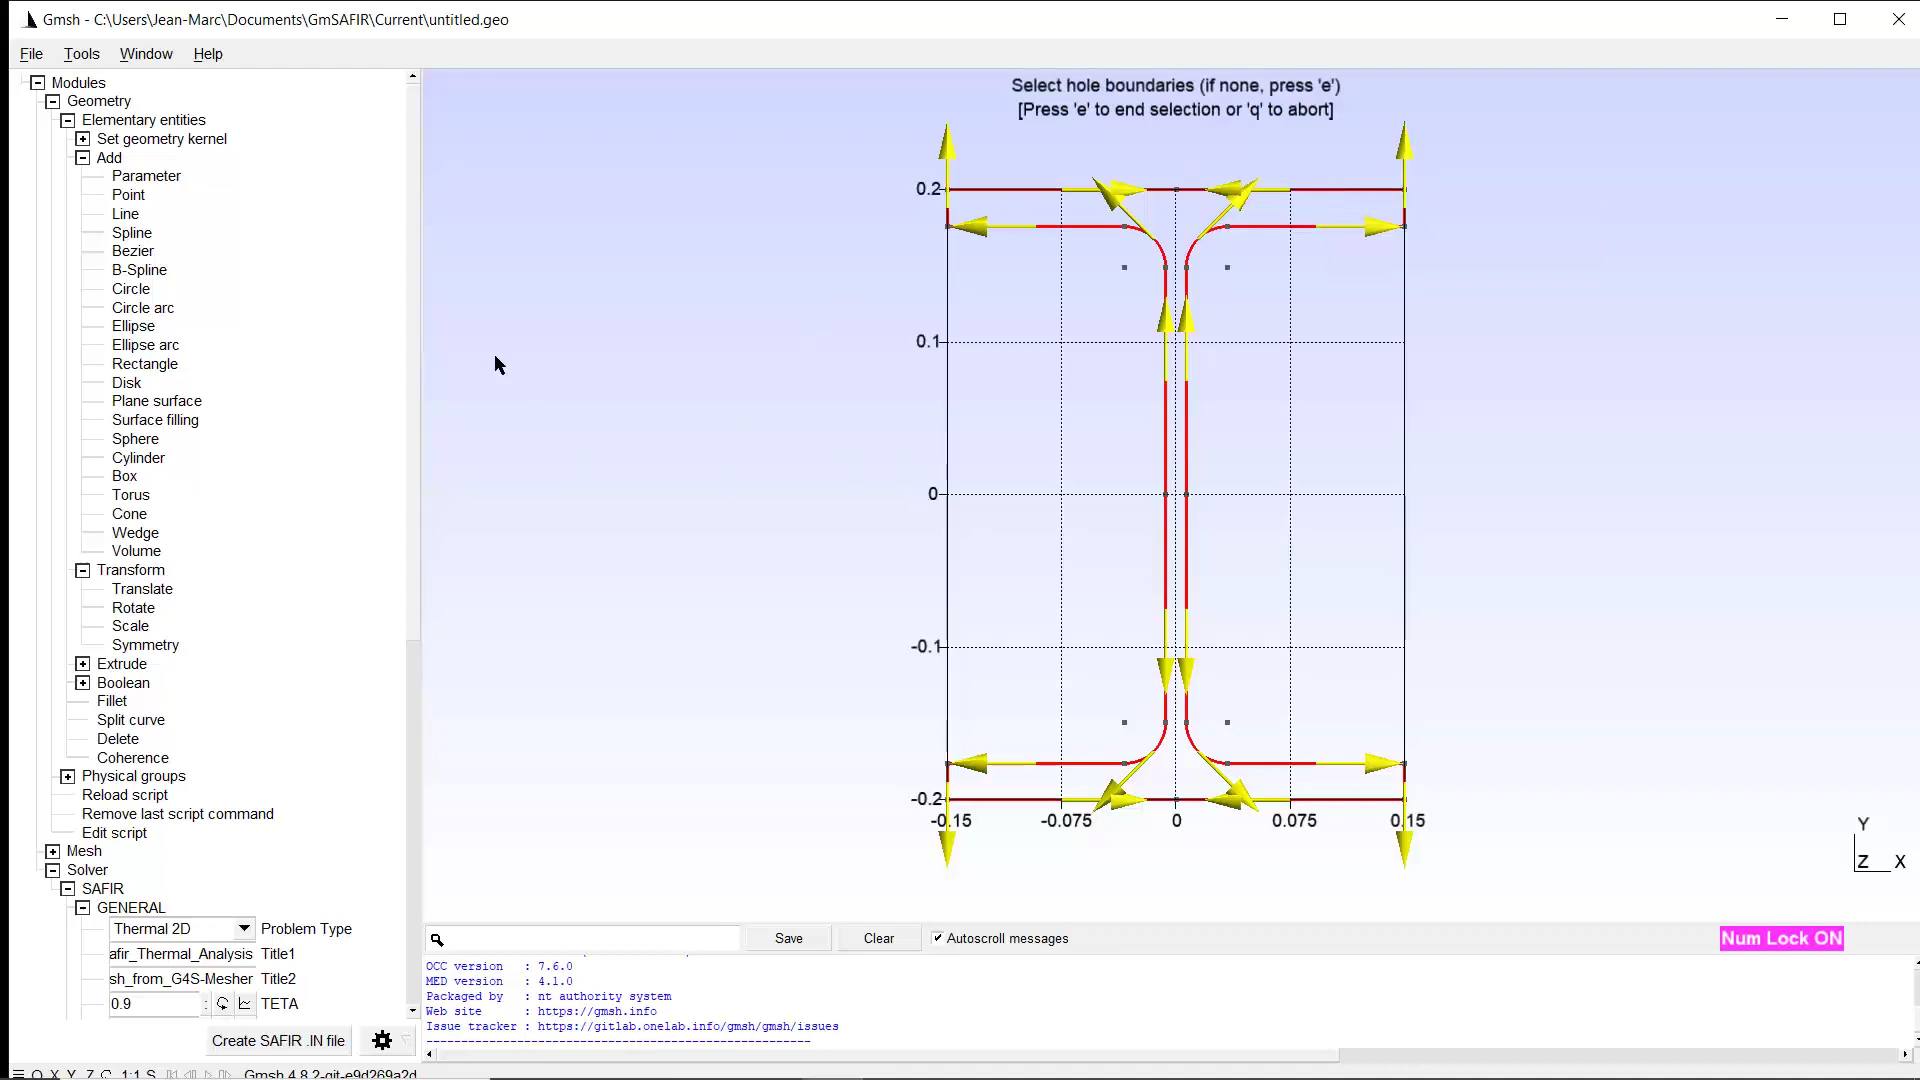 Gmsh - C:\Users\Jean-Marc\Documents\GmSAFIR\Current\untitled.geo
File Tools Window Help
Modules
Geometry
Elementary entities
Set geometry kernel
Add
Parameter
Point
Line
Spline
Bezier
B-Spline
Circle
Circle arc
Ellipse
Ellipse arc
Rectangle
Disk
Plane surface
Surface filling
Sphere
Cylinder
Box
Torus
Cone
Wedge
Volume
Transform
Translate
Rotate
Scale
Symmetry
Extrude
Boolean
Fillet
Split curve
Delete
Coherence
Physical groups
Reload script
Remove last script command
Edit script
Mesh
Solver
SAFIR
GENERAL
Thermal 2D Problem Type
afir_Thermal_Analysis Title1
sh_from_G4S-Mesher Title2
0.9 : TETA
Create SAFIR .IN file
O X Y Z 1:1 S Gmsh 4.8.2-git-e9d269a2d
Select hole boundaries (if none, press 'e')
[Press 'e' to end selection or 'q' to abort]
0.2
0.1
0
-0.1
-0.2
-0.15 -0.075 0 0.075 0.15
Y
Z X
Save Clear Autoscroll messages
Num Lock ON
OCC version : 7.6.0
MED version : 4.1.0
Packaged by : nt authority system
Web site : https://gmsh.info
Issue tracker : https://gitlab.onelab.info/gmsh/gmsh/issues